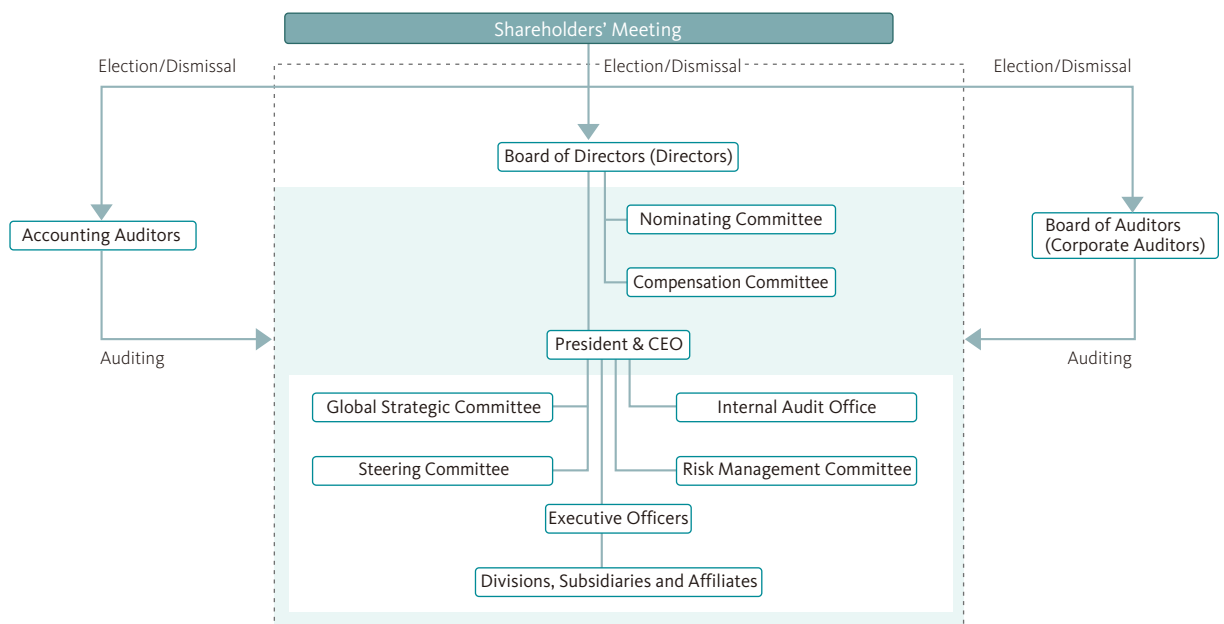 Shareholders’ Meeting
Election/Dismissal
Election/Dismissal
Election/Dismissal
Board of Directors (Directors)
Nominating Committee
Accounting Auditors
Board of Auditors
(Corporate Auditors)
Compensation Committee
President & CEO
Auditing
Auditing
Global Strategic Committee
Internal Audit Office
Steering Committee
Risk Management Committee
Executive Officers
Divisions, Subsidiaries and Affiliates